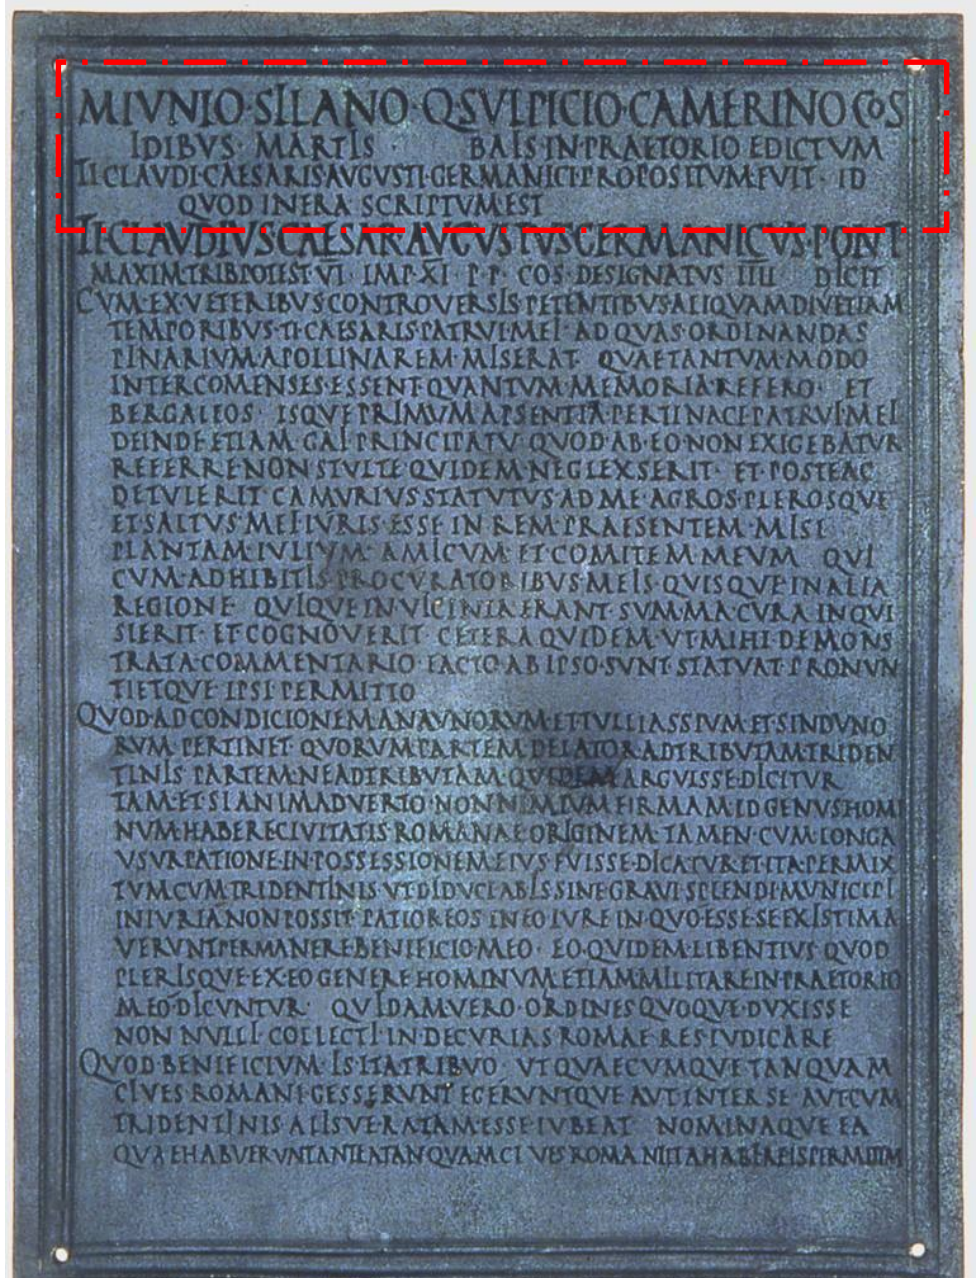 M·IVNIO·SILANO·Q·SVLPICIO·CAMERINO·COS
IDIBVS MARTIS · BAIS·IN·PRAETORIO EDICTVM
TI·CLAVDI·CAESARIS·AVGVSTI·GERMANICI·PROPOSITVM·FVIT · ID
QVOD INFRA SCRIPTVM EST
TI·CLAVDIVS CAESAR·AVGVSTVS GERMANICVS·PONT
MAXIM·TRIB·POTEST·VI · IMP·XI · P·P· COS·DESIGNATVS IIII DICIT
CVM·EX·VETERIBVS CONTROVERSIS PETENTIBVS ALIQVAMDIV ETIAM
TEMPORIBVS·TI·CAESARIS·PATRVI·MEI· AD QVAS·ORDINANDAS
PINARIVM·APOLLINAREM·MISERAT· QVAE TANTVM·MODO
INTER COMENSES·ESSENT·QVANTVM·MEMORIA·REFERO· ET
BERGALEOS· ISQVE PRIMVM APSENTIA·PERTINACI PATRVI·MEI
DEINDE ETIAM·GAI·PRINCIPATV·QVOD·AB·EO·NON EXIGEBATVR
REFERRE NON STVLTE QVIDEM·NEGLEXSERIT· ET·POSTEAC
DETVLERIT CAMVRIVS STATVTVS·AD ME·AGROS·PLEROSQVE
ET SALTVS MEI IVRIS·ESSE IN REM·PRAESENTEM·MISI
PLANTAM·IVLIVM· AMICVM·ET COMITEM MEVM QVI
CVM·ADHIBITIS PROCVRATORIBVS·MEIS·QVISQVE IN ALIA
REGIONE QVIQVE IN VICINIA ERANT·SVMMA CVRA INQVI
SIERIT· ET COGNOVERIT· CETERA QVIDEM·VT MIHI DEMONS
TRATA·COMMENTARIO·FACTO·AB IPSO·SVNT STATVAT·PRONVN
TIETQVE IPSI PERMITTO
QVOD·AD CONDICIONEM ANAVNORVM·ET TVLLIASSIVM·ET SINDVNO
RVM PERTINET QVORVM PARTEM DELATOR ADTRIBVTAM TRIDEN
TINIS PARTEM NE ADTRIBVTAM·QVIDEM ARGVISSE DICITVR
TAM·ET SI ANIMADVERTO·NON NIMIVM FIRMAM ID GENVS HOMI
NVM·HABERE CIVITATIS·ROMANAE ORIGINEM·TAMEN·CVM LONGA
VSVRPATIONE·IN·POSSESSIONEM EIVS·FVISSE·DICATVR·ET ITA PERMIX
TVM CVM TRIDENTINIS·VT·DIDVCI AB IS SINE GRAVI SPLENDI MVNICIPI
INIVRIA NON POSSIT·PATIOR EOS IN EO IVRE IN QVO ESSE SE EXISTIMA
VERVNT PERMANERE BENIFICIO MEO· EO·QVIDEM LIBENTIVS QVOD
PLERISQVE·EX·EO GENERE HOMINVM ETIAM MILITARE IN PRAETORIO
MEO·DICVNTVR· QVIDAM VERO·ORDINES QVOQVE·DVXISSE
NON NVLLI COLLECTI·IN DECVRIAS ROMAE RES IVDICARE
QVOD·BENIFICIVM·IS ITA TRIBVO· VT QVAECVMQVE TANQVAM
CIVES ROMANI·GESSERVNT EGERVNTQVE AVT INTER SE AVT CVM
TRIDENTINIS ALISVE RATAM ESSE IVBEAT NOMINAQVE EA
QVAE HABVERVNT ANTEA TANQVAM CIVES ROMANI ITA HABERE IS PERMITTAM